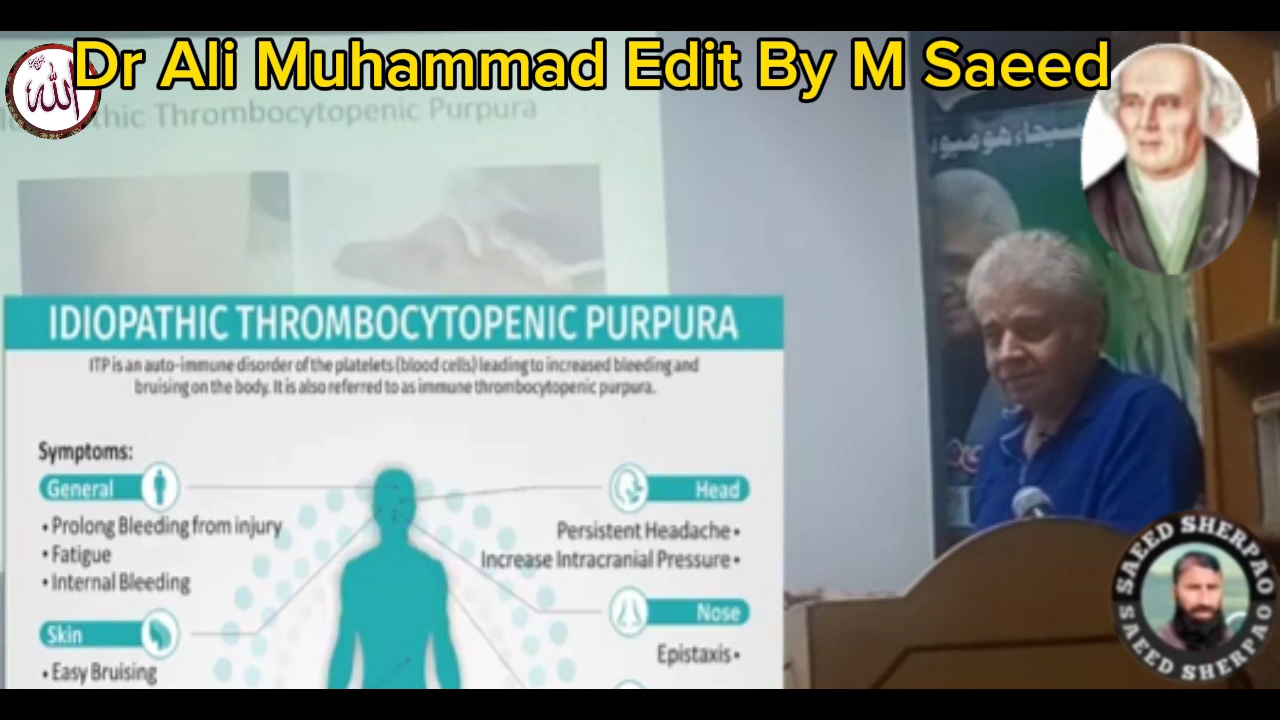 Dr Ali Muhammad Edit By M Saeed
الله
Thrombocytopenic Purpura
IDIOPATHIC THROMBOCYTOPENIC PURPURA
ITP is an auto-immune disorder of the platelets (blood cells) leading to increased bleeding and
bruising on the body. It is also referred to as immune thrombocytopenic purpura.
Symptoms:
General
• Prolong Bleeding from injury
• Fatigue
• Internal Bleeding
Skin
• Easy Bruising
Head
Persistent Headache •
Increase Intracranial Pressure •
Nose
Epistaxis •
SAEED SHERPAO
SAEED SHERPAO